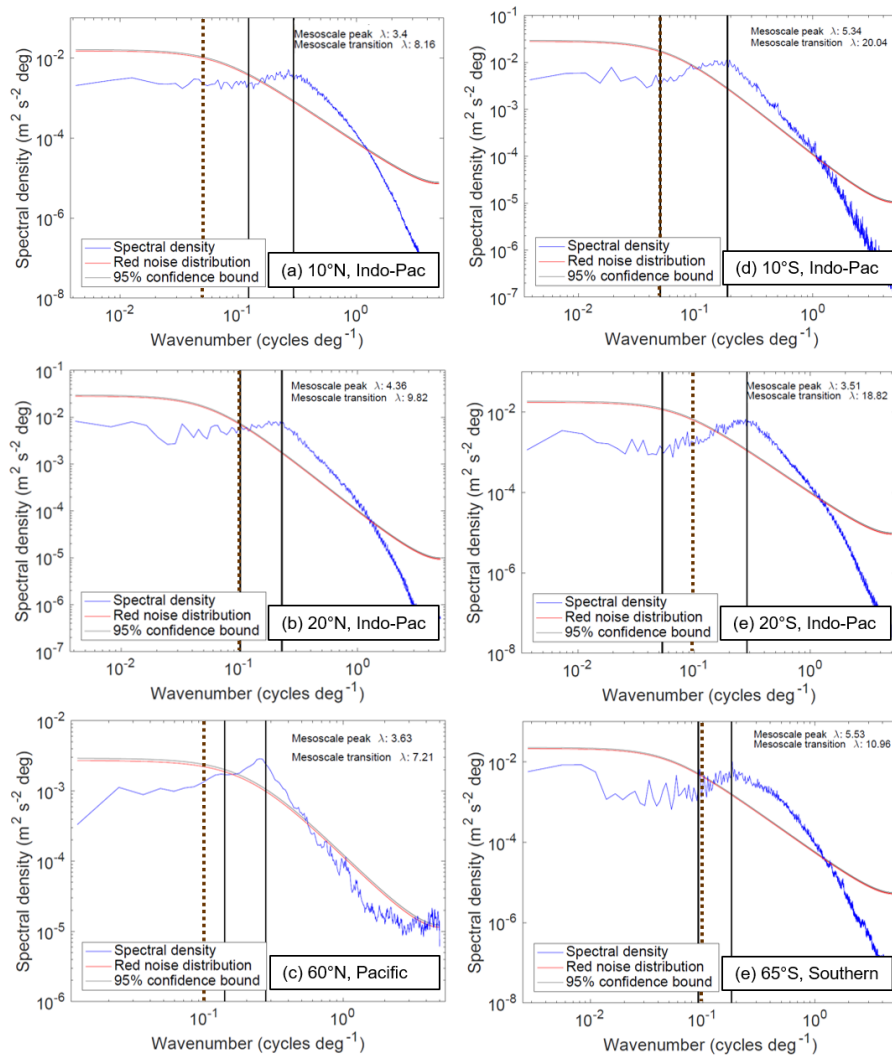 Mesoscale peak λ: 3.4
Mesoscale transition λ: 8.16
10⁻²
10⁻⁴
10⁻⁶
10⁻⁸
Spectral density (m² s⁻² deg)
Spectral density
Red noise distribution
95% confidence bound
(a) 10°N, Indo-Pac
10⁻²
10⁻¹
10⁰
Wavenumber (cycles deg⁻¹)
Mesoscale peak λ: 5.34
Mesoscale transition λ: 20.04
10⁻¹
10⁻²
10⁻³
10⁻⁴
10⁻⁵
10⁻⁶
10⁻⁷
Spectral density (m² s⁻² deg)
Spectral density
Red noise distribution
95% confidence bound
(d) 10°S, Indo-Pac
10⁻²
10⁻¹
10⁰
Wavenumber (cycles deg⁻¹)
Mesoscale peak λ: 4.36
Mesoscale transition λ: 9.82
10⁻¹
10⁻²
10⁻³
10⁻⁴
10⁻⁵
10⁻⁶
10⁻⁷
Spectral density (m² s⁻² deg)
Spectral density
Red noise distribution
95% confidence bound
(b) 20°N, Indo-Pac
10⁻²
10⁻¹
10⁰
Wavenumber (cycles deg⁻¹)
Mesoscale peak λ: 3.51
Mesoscale transition λ: 18.82
10⁻²
10⁻⁴
10⁻⁶
10⁻⁸
Spectral density (m² s⁻² deg)
Spectral density
Red noise distribution
95% confidence bound
(e) 20°S, Indo-Pac
10⁻²
10⁻¹
10⁰
Wavenumber (cycles deg⁻¹)
Mesoscale peak λ: 3.63
Mesoscale transition λ: 7.21
10⁻²
10⁻³
10⁻⁴
10⁻⁵
10⁻⁶
Spectral density (m² s⁻² deg)
Spectral density
Red noise distribution
95% confidence bound
(c) 60°N, Pacific
10⁻¹
10⁰
Wavenumber (cycles deg⁻¹)
Mesoscale peak λ: 5.53
Mesoscale transition λ: 10.96
10⁻²
10⁻⁴
10⁻⁶
10⁻⁸
Spectral density (m² s⁻² deg)
Spectral density
Red noise distribution
95% confidence bound
(e) 65°S, Southern
10⁻²
10⁻¹
10⁰
Wavenumber (cycles deg⁻¹)